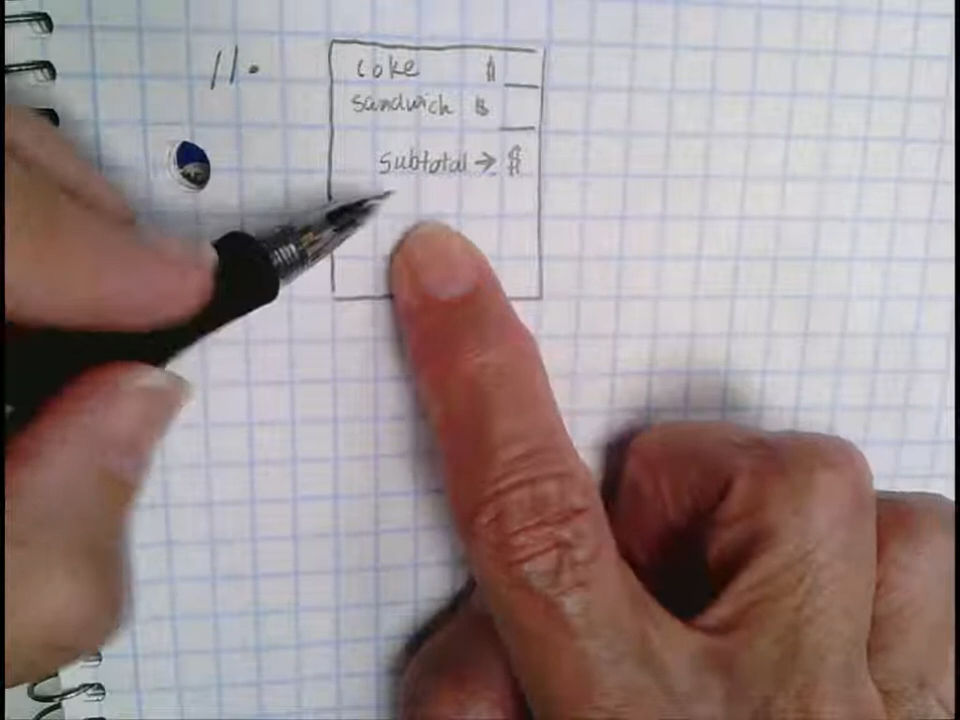 11.
coke $
sandwich $
subtotal → $